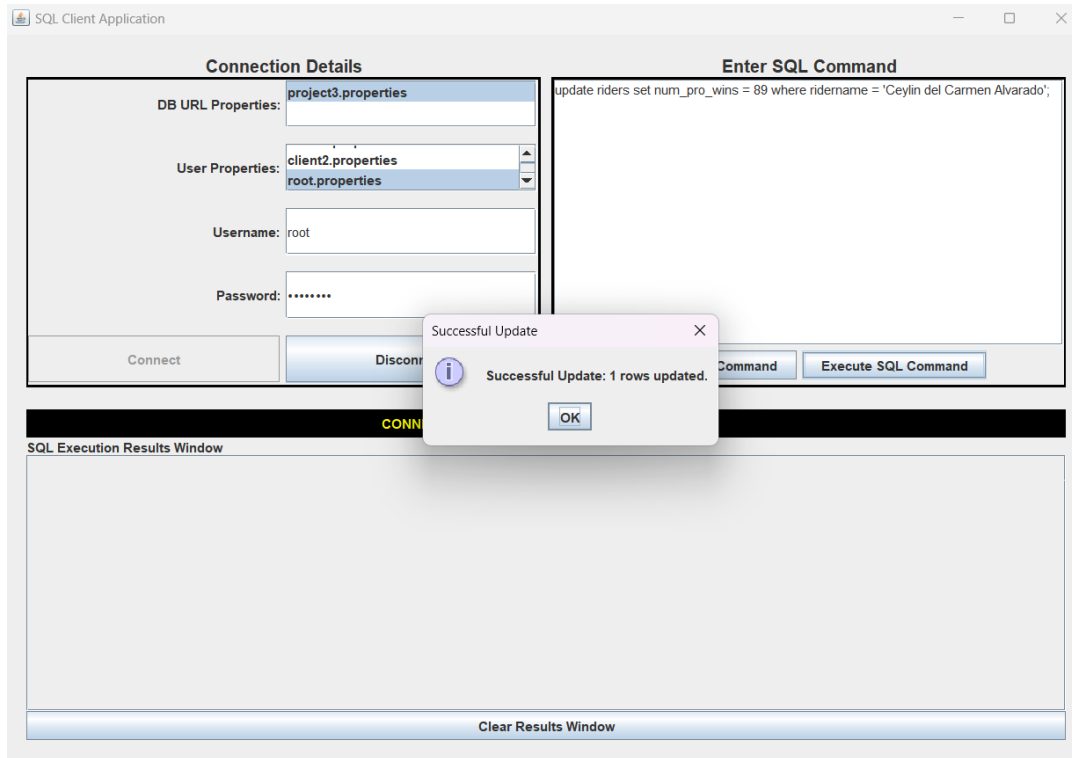 SQL Client Application
Connection Details
DB URL Properties:
project3.properties
User Properties:
client2.properties
root.properties
Username:
root
Password:
••••••••
Connect
Enter SQL Command
update riders set num_pro_wins = 89 where ridername = 'Ceylin del Carmen Alvarado';
Command
Execute SQL Command
Successful Update
Successful Update: 1 rows updated.
OK
SQL Execution Results Window
Clear Results Window